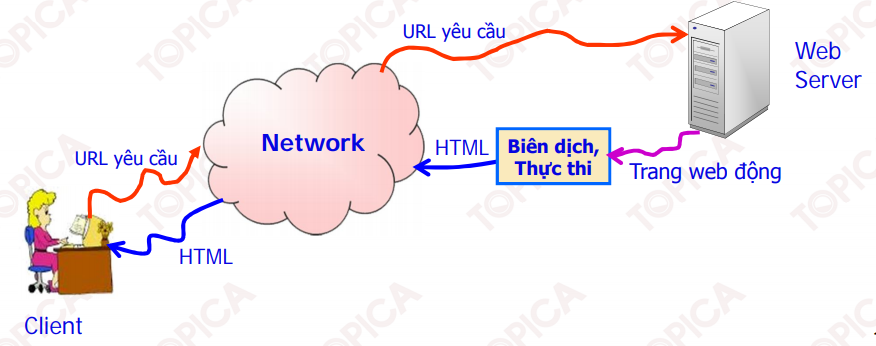 TOPICA
URL yêu cầu
Web
Server
Network
HTML
Biên dịch,
Thực thi
Trang web động
URL yêu cầu
HTML
Client